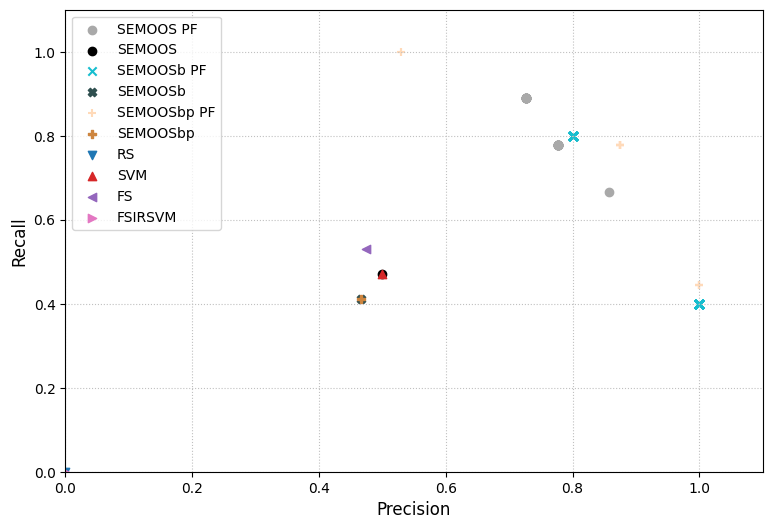 SEMOOS PF
SEMOOS
SEMOOSb PF
SEMOOSb
SEMOOSbp PF
SEMOOSbp
RS
SVM
FS
FSIRSVM
1.0
0.8
0.6
0.4
0.2
0.0
Recall
0.0 0.2 0.4 0.6 0.8 1.0
Precision